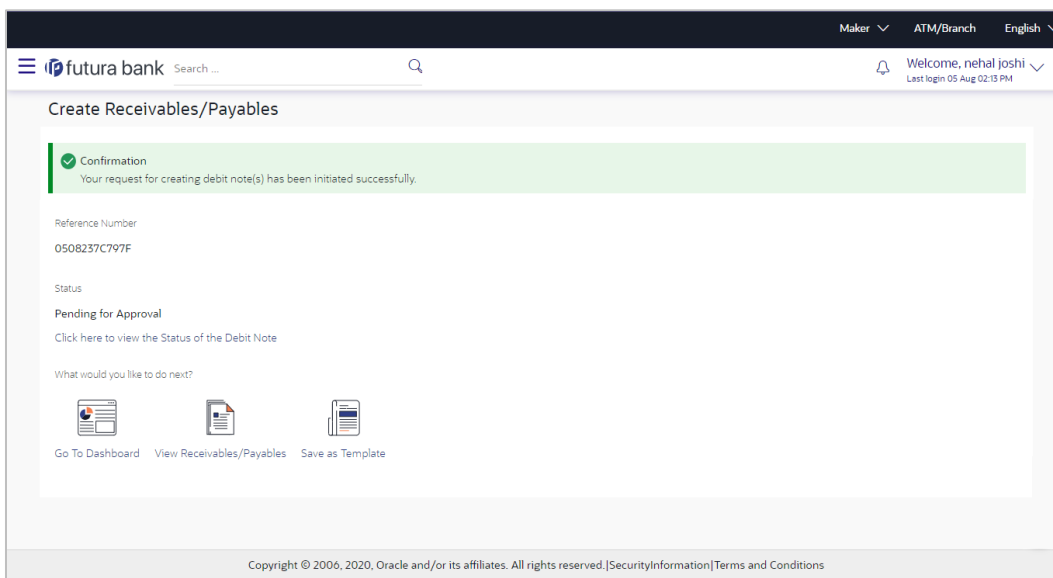 Maker ATM/Branch English
futura bank Search ... Welcome, nehal joshi
Last login 05 Aug 02:13 PM
Create Receivables/Payables
Confirmation
Your request for creating debit note(s) has been initiated successfully.
Reference Number
0508237C797F
Status
Pending for Approval
Click here to view the Status of the Debit Note
What would you like to do next?
Go To Dashboard View Receivables/Payables Save as Template
Copyright © 2006, 2020, Oracle and/or its affiliates. All rights reserved.|SecurityInformation|Terms and Conditions